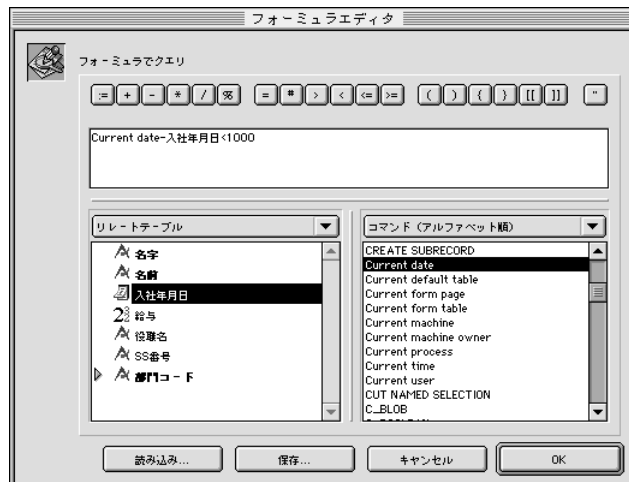 フォーミュラエディタ
フォーミュラでクエリ
:= + - * / % = # > < <= >= ( ) { } [[ ]] "
Current date-入社年月日<1000
リレートテーブル
名字
名前
入社年月日
給与
役職名
SS番号
部門コード
コマンド（アルファベット順）
CREATE SUBRECORD
Current date
Current default table
Current form page
Current form table
Current machine
Current machine owner
Current process
Current time
Current user
CUT NAMED SELECTION
C_BLOB
読み込み...
保存...
キャンセル
OK